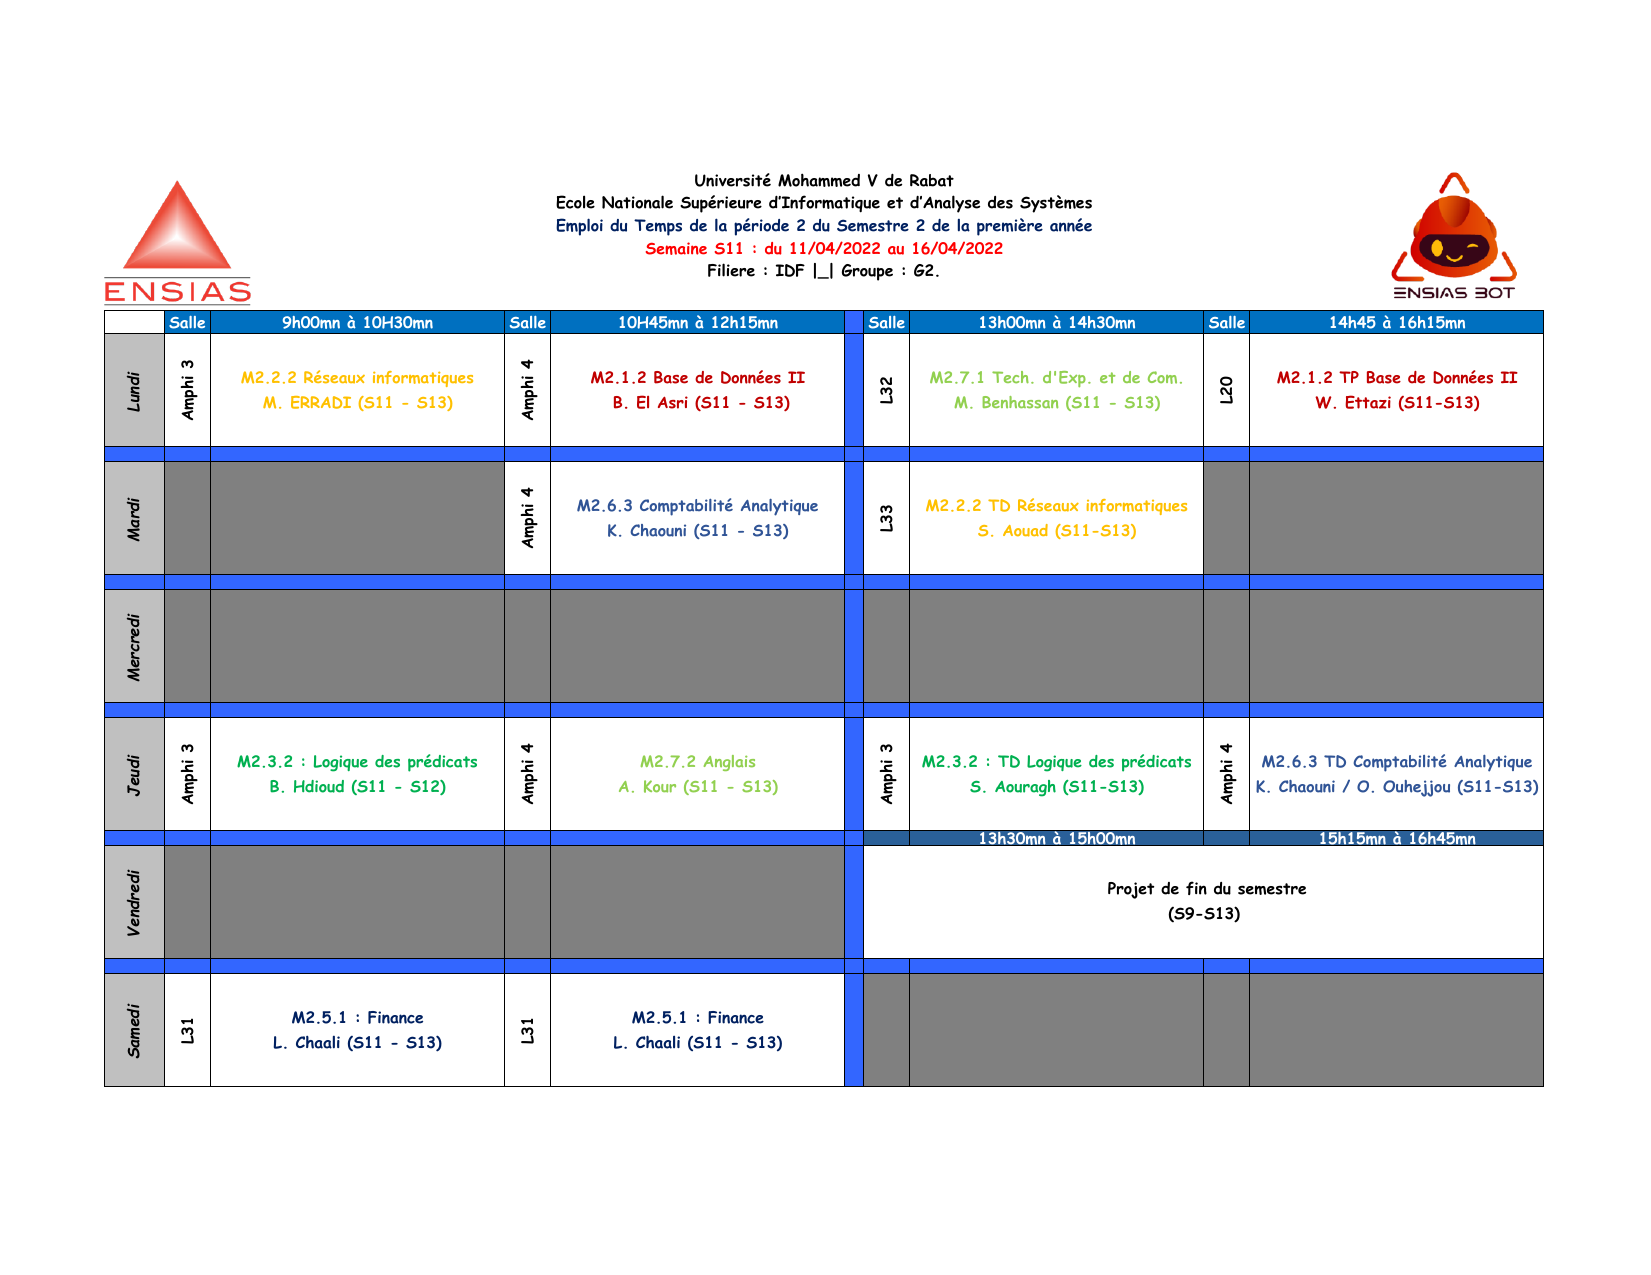 Université Mohammed V de Rabat
Ecole Nationale Supérieure d’Informatique et d’Analyse des Systèmes
Emploi du Temps de la période 2 du Semestre 2 de la première année
Semaine S11 : du 11/04/2022 au 16/04/2022
Filiere : IDF |_| Groupe : G2.
ENSIAS
ENSIAS BOT
Salle 9h00mn à 10H30mn Salle 10H45mn à 12h15mn Salle 13h00mn à 14h30mn Salle 14h45 à 16h15mn
Lundi
Amphi 3
M2.2.2 Réseaux informatiques
M. ERRADI (S11 - S13)
Amphi 4
M2.1.2 Base de Données II
B. El Asri (S11 - S13)
L32
M2.7.1 Tech. d'Exp. et de Com.
M. Benhassan (S11 - S13)
L20
M2.1.2 TP Base de Données II
W. Ettazi (S11-S13)
Mardi
Amphi 4
M2.6.3 Comptabilité Analytique
K. Chaouni (S11 - S13)
L33
M2.2.2 TD Réseaux informatiques
S. Aouad (S11-S13)
Mercredi
Jeudi
Amphi 3
M2.3.2 : Logique des prédicats
B. Hdioud (S11 - S12)
Amphi 4
M2.7.2 Anglais
A. Kour (S11 - S13)
Amphi 3
M2.3.2 : TD Logique des prédicats
S. Aouragh (S11-S13)
Amphi 4
M2.6.3 TD Comptabilité Analytique
K. Chaouni / O. Ouhejjou (S11-S13)
13h30mn à 15h00mn 15h15mn à 16h45mn
Vendredi
Projet de fin du semestre
(S9-S13)
Samedi
L31
M2.5.1 : Finance
L. Chaali (S11 - S13)
L31
M2.5.1 : Finance
L. Chaali (S11 - S13)